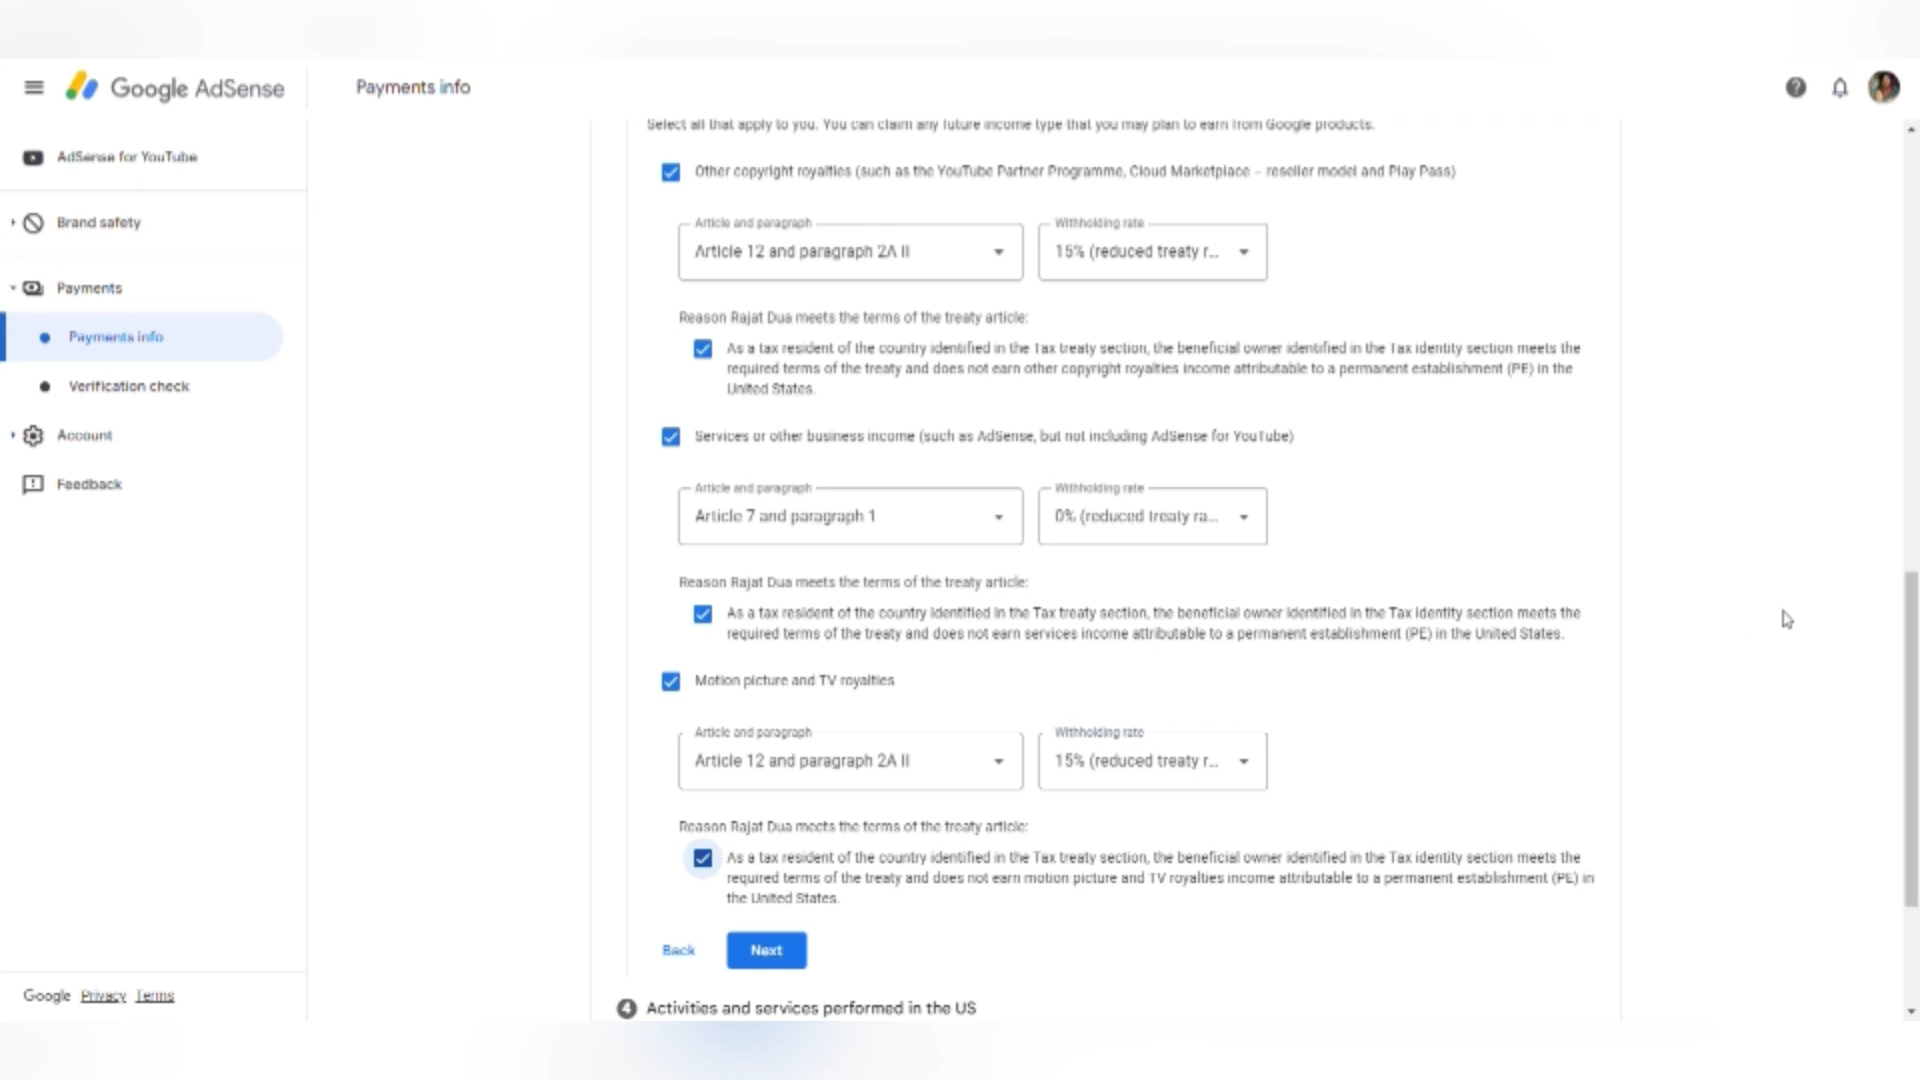 Google AdSense
Payments info
AdSense for YouTube
Brand safety
Payments
Payments info
Verification check
Account
Feedback
Google Privacy Terms
Select all that apply to you. You can claim any future income type that you may plan to earn from Google products.
Other copyright royalties (such as the YouTube Partner Programme, Cloud Marketplace – reseller model and Play Pass)
Article and paragraph
Article 12 and paragraph 2A II
Withholding rate
15% (reduced treaty r...
Reason Rajat Dua meets the terms of the treaty article:
As a tax resident of the country identified in the Tax treaty section, the beneficial owner identified in the Tax identity section meets the
required terms of the treaty and does not earn other copyright royalties income attributable to a permanent establishment (PE) in the
United States.
Services or other business income (such as AdSense, but not including AdSense for YouTube)
Article and paragraph
Article 7 and paragraph 1
Withholding rate
0% (reduced treaty ra...
Reason Rajat Dua meets the terms of the treaty article:
As a tax resident of the country identified in the Tax treaty section, the beneficial owner identified in the Tax identity section meets the
required terms of the treaty and does not earn services income attributable to a permanent establishment (PE) in the United States.
Motion picture and TV royalties
Article and paragraph
Article 12 and paragraph 2A II
Withholding rate
15% (reduced treaty r...
Reason Rajat Dua meets the terms of the treaty article:
As a tax resident of the country identified in the Tax treaty section, the beneficial owner identified in the Tax identity section meets the
required terms of the treaty and does not earn motion picture and TV royalties income attributable to a permanent establishment (PE) in
the United States.
Back
Next
4 Activities and services performed in the US